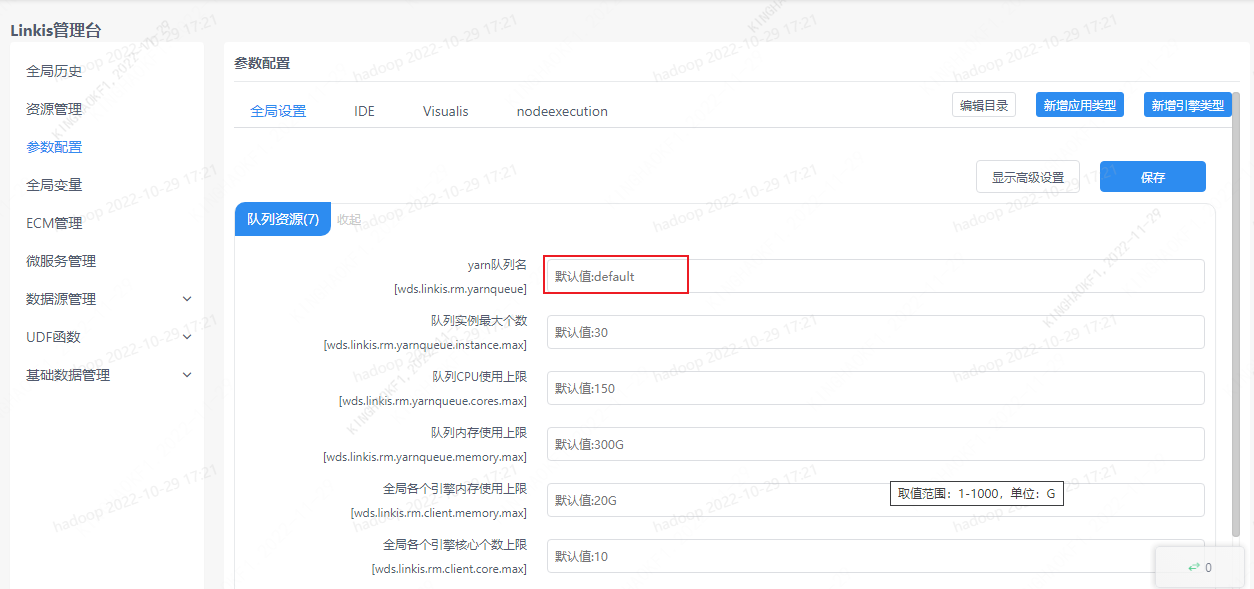 Linkis管理台
全局历史
资源管理
参数配置
全局变量
ECM管理
微服务管理
数据源管理
UDF函数
基础数据管理
参数配置
全局设置 IDE Visualis nodeexecution 编辑目录 新增应用类型 新增引擎类型
显示高级设置 保存
队列资源(7) 收起
yarn队列名
[wds.linkis.rm.yarnqueue]
默认值:default
队列实例最大个数
[wds.linkis.rm.yarnqueue.instance.max]
默认值:30
队列CPU使用上限
[wds.linkis.rm.yarnqueue.cores.max]
默认值:150
队列内存使用上限
[wds.linkis.rm.yarnqueue.memory.max]
默认值:300G
全局各个引擎内存使用上限
[wds.linkis.rm.client.memory.max]
默认值:20G
取值范围：1-1000，单位：G
全局各个引擎核心个数上限
[wds.linkis.rm.client.core.max]
默认值:10
0
hadoop 2022-10-29 17:21
KINGHAOKF1, 2022-11-29